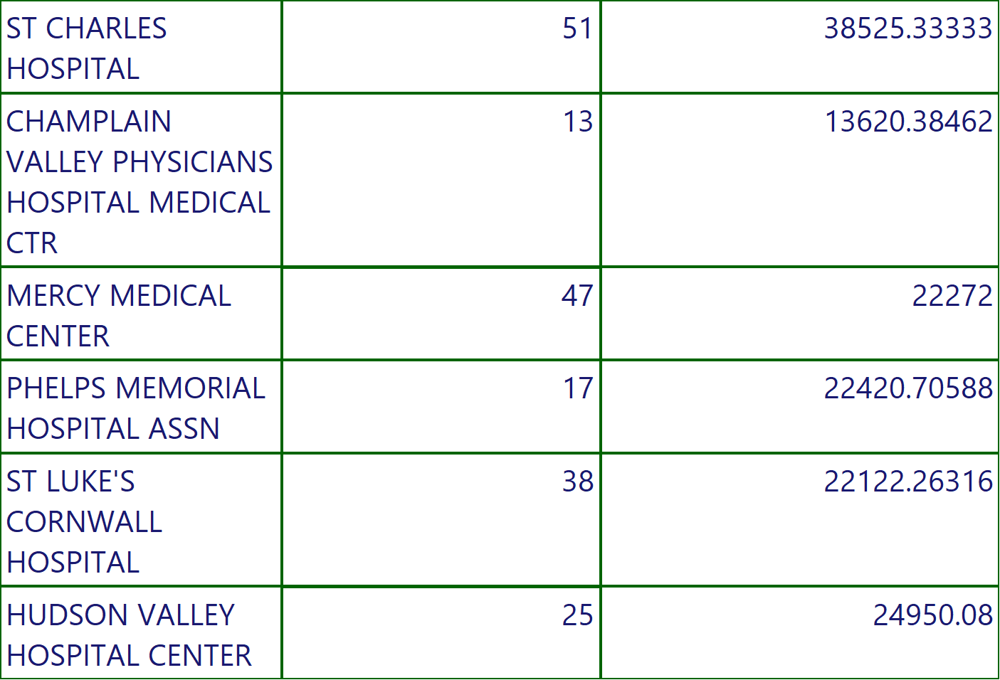 ST CHARLES 51 38525.33333
HOSPITAL
CHAMPLAIN 13 13620.38462
VALLEY PHYSICIANS
HOSPITAL MEDICAL
CTR
MERCY MEDICAL 47 22272
CENTER
PHELPS MEMORIAL 17 22420.70588
HOSPITAL ASSN
ST LUKE'S 38 22122.26316
CORNWALL
HOSPITAL
HUDSON VALLEY 25 24950.08
HOSPITAL CENTER